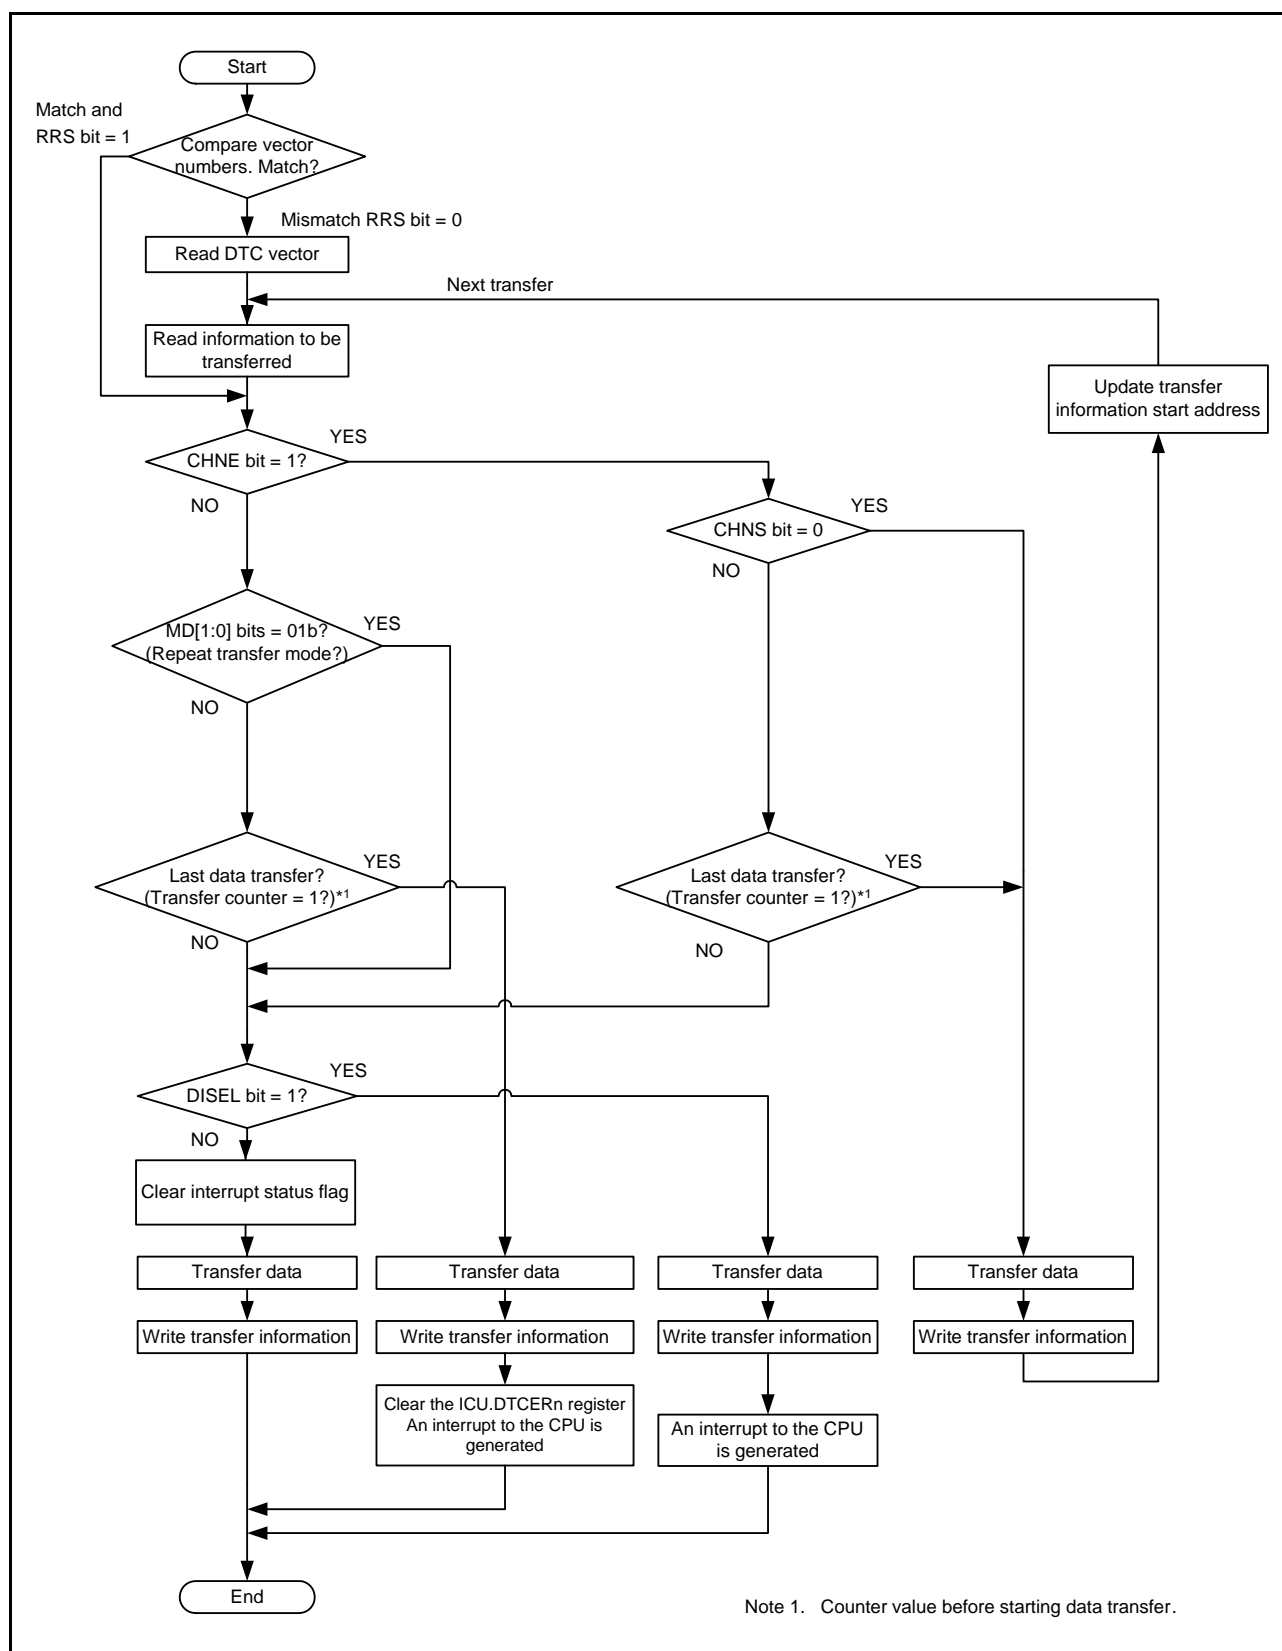 Start
Match and
RRS bit = 1
Compare vector
numbers. Match?
Mismatch RRS bit = 0
Read DTC vector
Next transfer
Read information to be
transferred
Update transfer
information start address
CHNE bit = 1?
YES
NO
CHNS bit = 0
YES
NO
MD[1:0] bits = 01b?
(Repeat transfer mode?)
YES
NO
Last data transfer?
(Transfer counter = 1?)*1
YES
NO
Last data transfer?
(Transfer counter = 1?)*1
YES
NO
DISEL bit = 1?
YES
NO
Clear interrupt status flag
Transfer data
Transfer data
Transfer data
Transfer data
Write transfer information
Write transfer information
Write transfer information
Write transfer information
Clear the ICU.DTCERn register
An interrupt to the CPU is
generated
An interrupt to the CPU
is generated
End
Note 1. Counter value before starting data transfer.